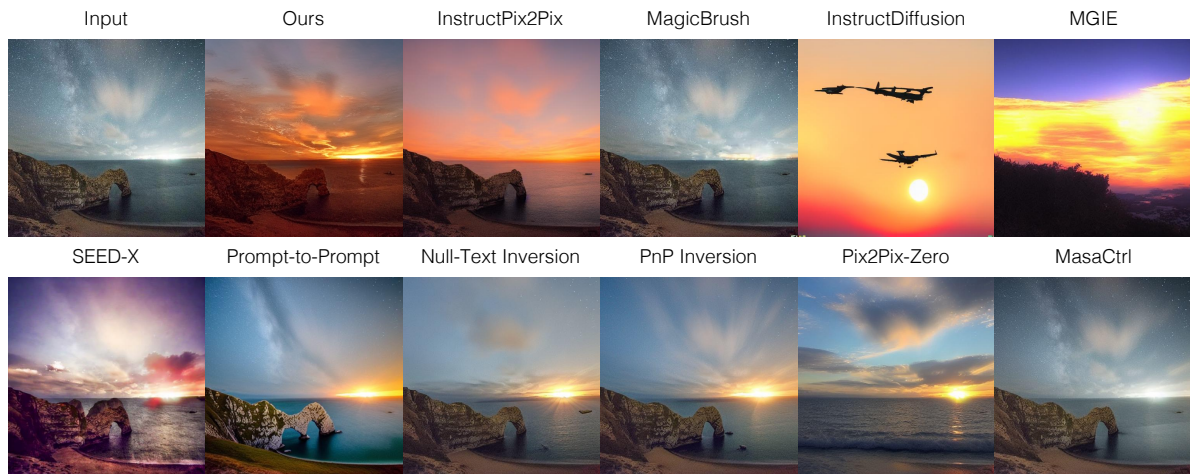 Input Ours InstructPix2Pix MagicBrush InstructDiffusion MGIE
SEED-X Prompt-to-Prompt Null-Text Inversion PnP Inversion Pix2Pix-Zero MasaCtrl